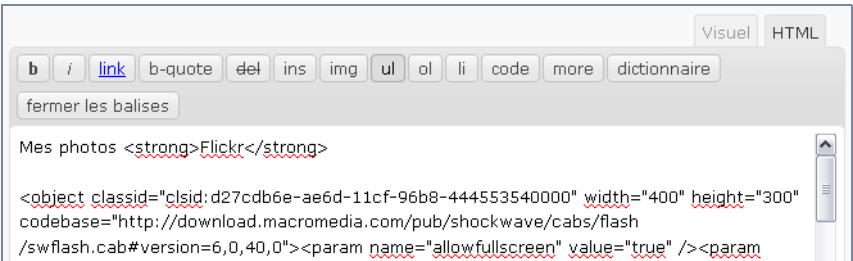 Visuel HTML
b i link b-quote del ins img ul ol li code more dictionnaire
fermer les balises
Mes photos <strong>Flickr</strong>
<object classid="clsid:d27cdb6e-ae6d-11cf-96b8-444553540000" width="400" height="300"
codebase="http://download.macromedia.com/pub/shockwave/cabs/flash
/swflash.cab#version=6,0,40,0"><param name="allowfullscreen" value="true" /><param